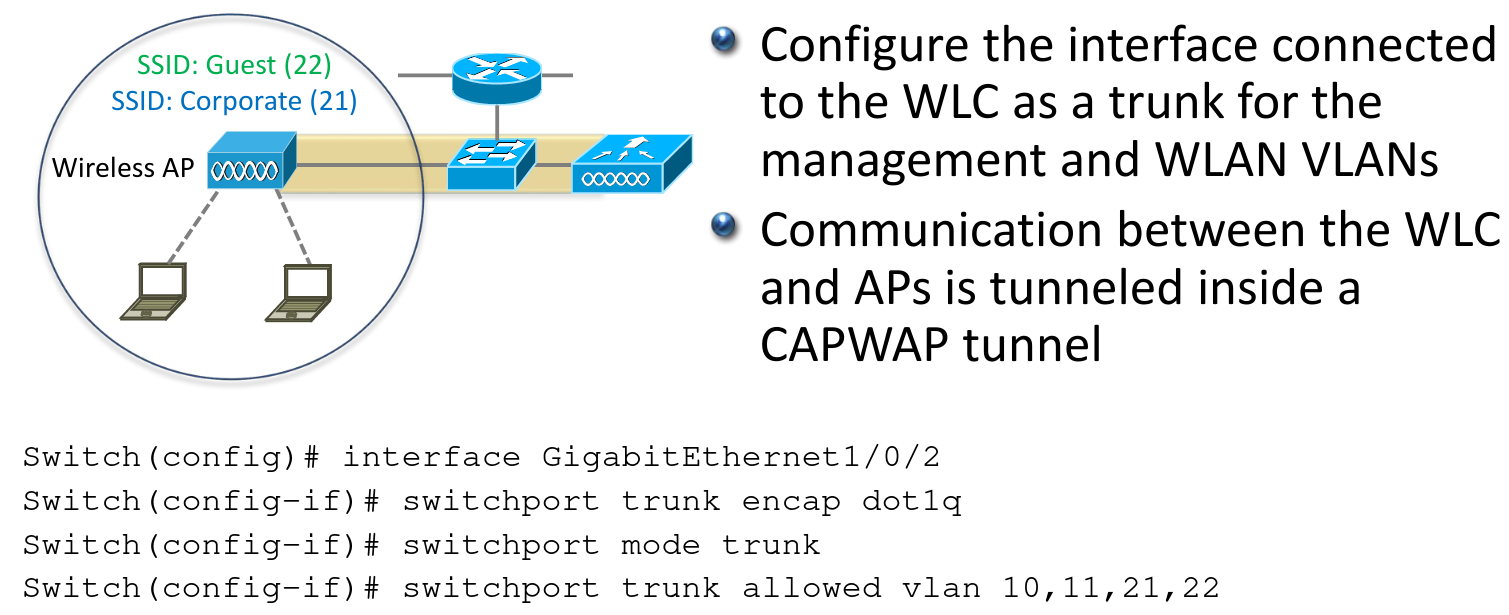 SSID: Guest (22)
SSID: Corporate (21)
Wireless AP
Configure the interface connected
to the WLC as a trunk for the
management and WLAN VLANs
Communication between the WLC
and APs is tunneled inside a
CAPWAP tunnel
Switch(config)# interface GigabitEthernet1/0/2
Switch(config-if)# switchport trunk encap dot1q
Switch(config-if)# switchport mode trunk
Switch(config-if)# switchport trunk allowed vlan 10,11,21,22